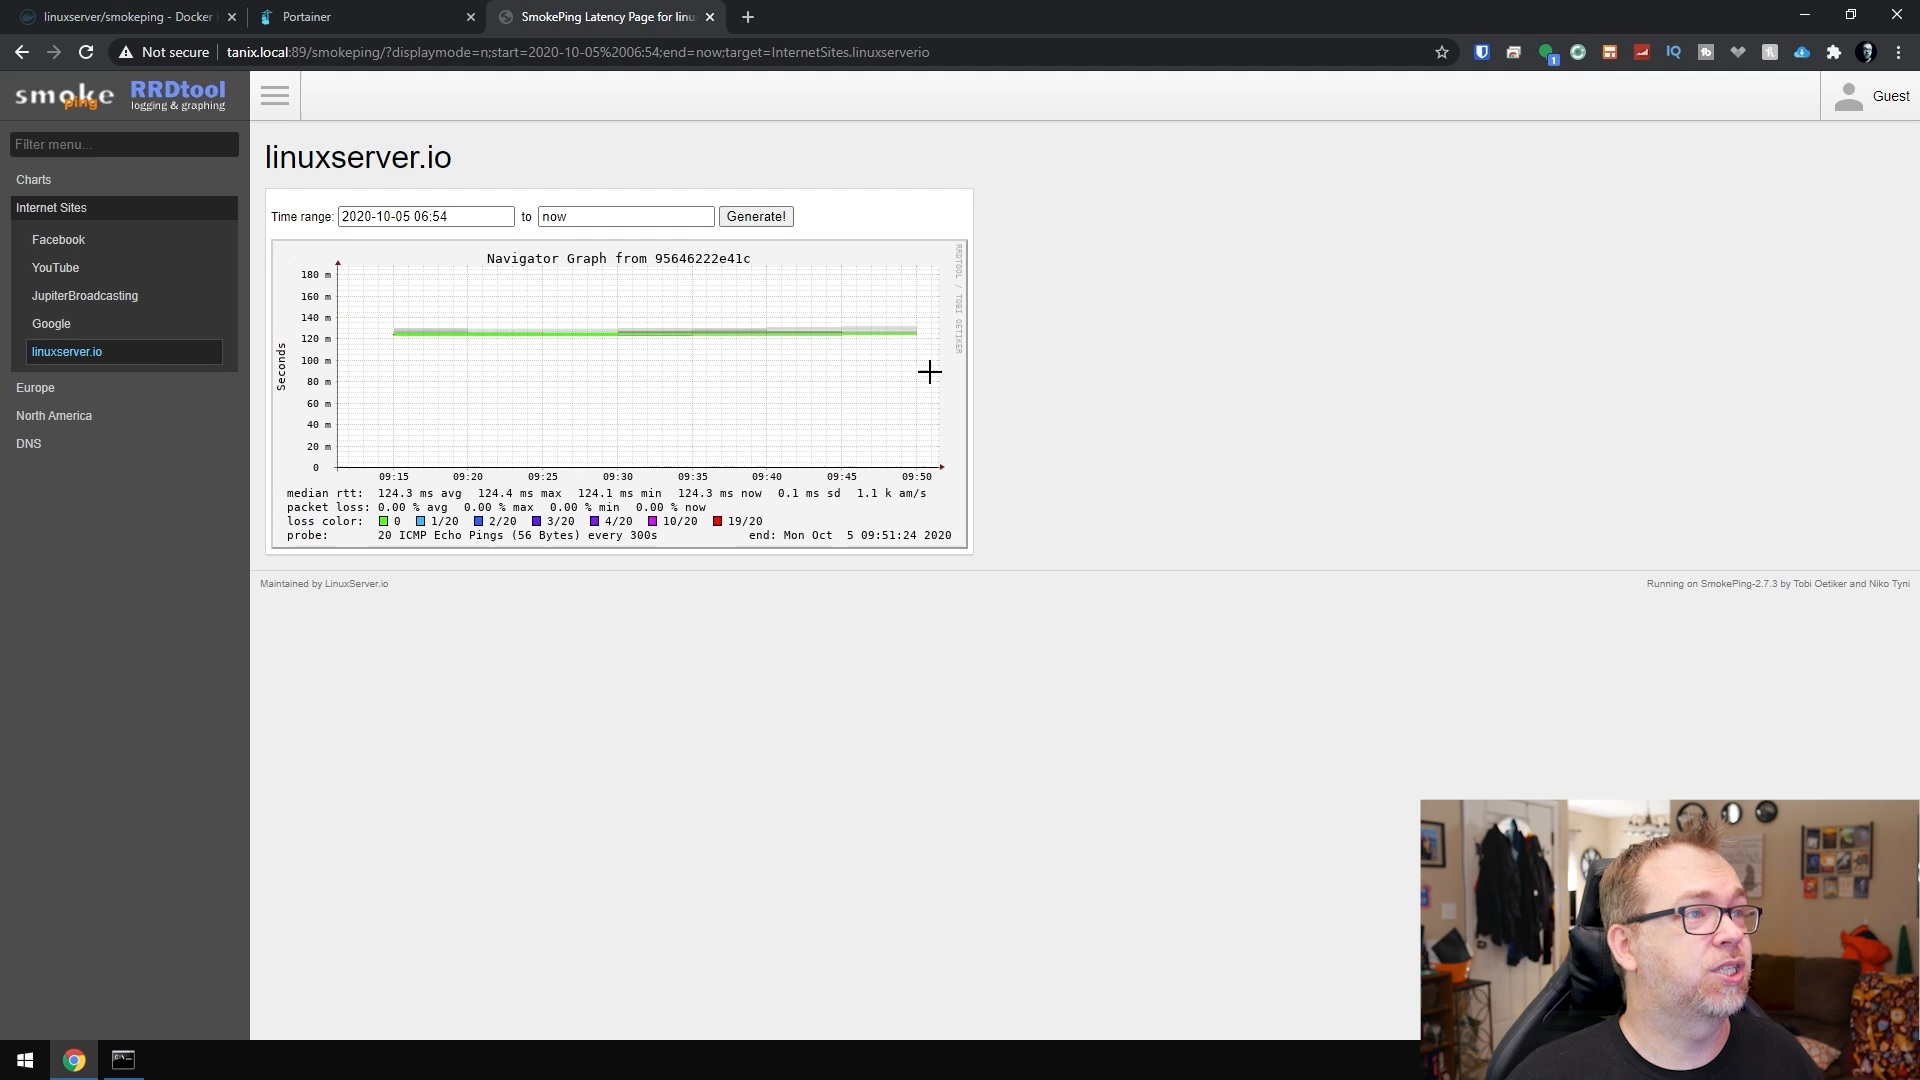 linuxserver/smokeping - Docker
Portainer
SmokePing Latency Page for linu
Not secure
tanix.local:89/smokeping/?displaymode=n;start=2020-10-05%2006:54;end=now;target=InternetSites.linuxserverio
1
IQ
smokeping
RRDtool
logging & graphing
Guest
Filter menu...
Charts
Internet Sites
Facebook
YouTube
JupiterBroadcasting
Google
linuxserver.io
Europe
North America
DNS
linuxserver.io
Time range: 2020-10-05 06:54 to now Generate!
Navigator Graph from 95646222e41c
RRDTOOL / TOBI OETIKER
Seconds
180 m
160 m
140 m
120 m
100 m
80 m
60 m
40 m
20 m
0
09:15 09:20 09:25 09:30 09:35 09:40 09:45 09:50
median rtt: 124.3 ms avg 124.4 ms max 124.1 ms min 124.3 ms now 0.1 ms sd 1.1 k am/s
packet loss: 0.00 % avg 0.00 % max 0.00 % min 0.00 % now
loss color: 0 1/20 2/20 3/20 4/20 10/20 19/20
probe: 20 ICMP Echo Pings (56 Bytes) every 300s end: Mon Oct 5 09:51:24 2020
Maintained by LinuxServer.io
Running on SmokePing-2.7.3 by Tobi Oetiker and Niko Tyni